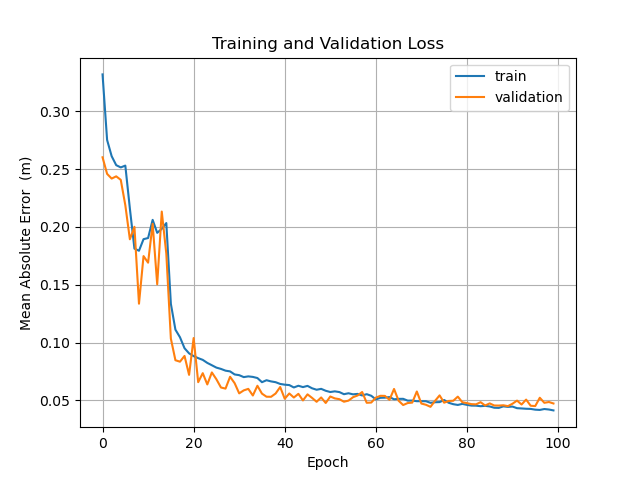 Training and Validation Loss
train
validation
Mean Absolute Error (m)
0.30
0.25
0.20
0.15
0.10
0.05
0
20
40
60
80
100
Epoch